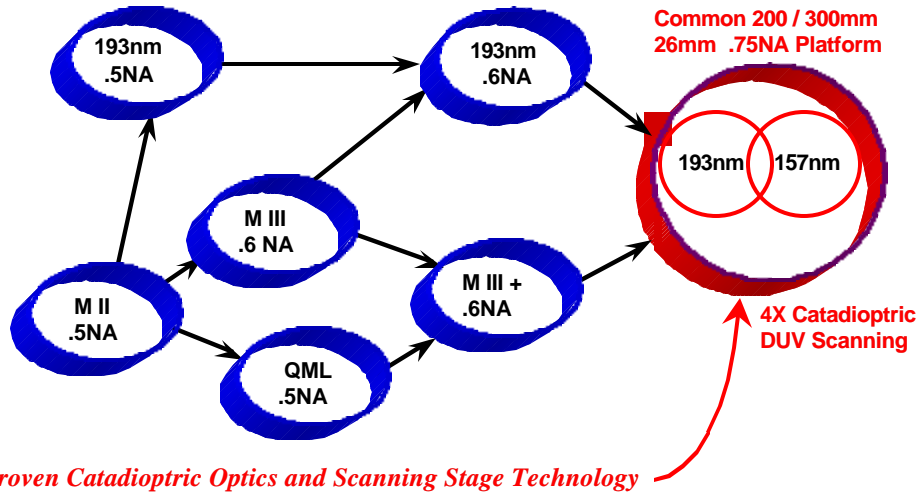 Common 200 / 300mm
26mm .75NA Platform
193nm
.5NA
193nm
.6NA
193nm
157nm
M III
.6 NA
M II
.5NA
M III +
.6NA
QML
.5NA
4X Catadioptric
DUV Scanning
roven Catadioptric Optics and Scanning Stage Technology